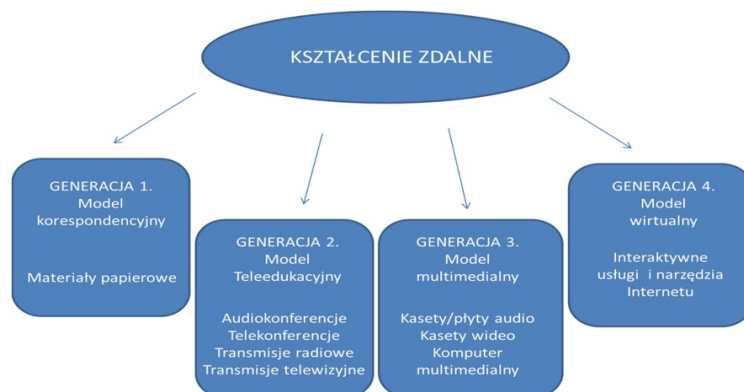 KSZTAŁCENIE ZDALNE
GENERACJA 1.
Model
korespondencyjny
Materiały papierowe
GENERACJA 2.
Model
Teleedukacyjny
Audiokonferencje
Telekonferencje
Transmisje radiowe
Transmisje telewizyjne
GENERACJA 3.
Model
multimedialny
Kasety/płyty audio
Kasety wideo
Komputer
multimedialny
GENERACJA 4.
Model
wirtualny
Interaktywne
usługi i narzędzia
Internetu